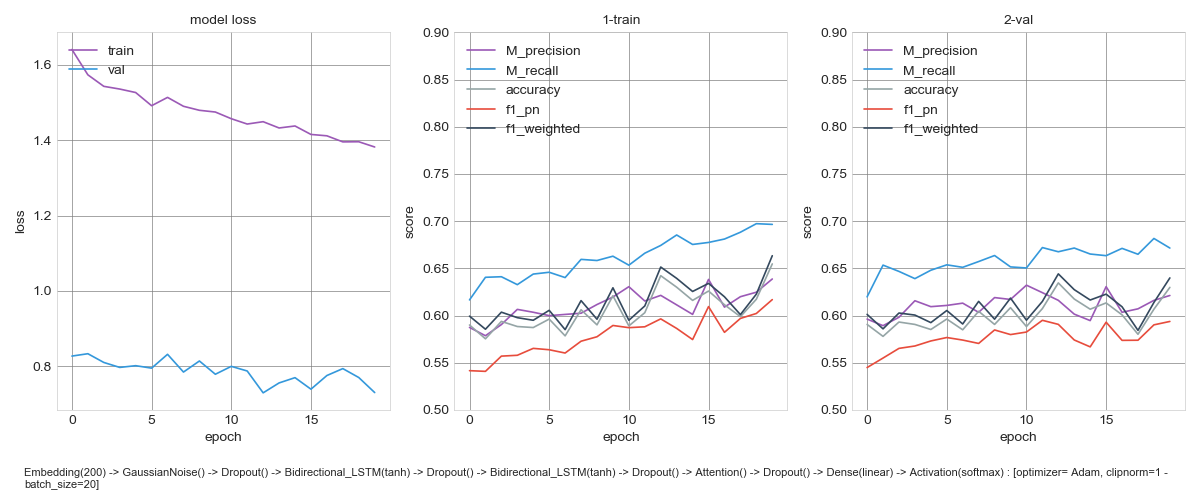 model loss
1-train
2-val
train
val
1.6
1.4
1.2
1.0
0.8
loss
0
5
10
15
epoch
M_precision
M_recall
accuracy
f1_pn
f1_weighted
0.90
0.85
0.80
0.75
0.70
0.65
0.60
0.55
0.50
score
0
5
10
15
epoch
M_precision
M_recall
accuracy
f1_pn
f1_weighted
0.90
0.85
0.80
0.75
0.70
0.65
0.60
0.55
0.50
score
0
5
10
15
epoch
Embedding(200) -> GaussianNoise() -> Dropout() -> Bidirectional_LSTM(tanh) -> Dropout() -> Bidirectional_LSTM(tanh) -> Dropout() -> Attention() -> Dropout() -> Dense(linear) -> Activation(softmax) : [optimizer= Adam, clipnorm=1 -
batch_size=20]